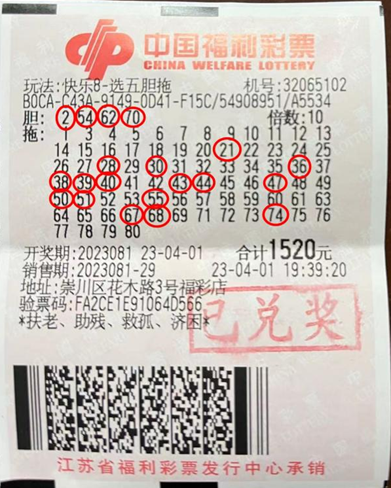 中国福利彩票
CHINA WELFARE LOTTERY
玩法:快乐8-选五胆拖 机号:32065102
B0CA-C43A-9149-0D41-F15C/54908951/A5534
胆: 2 54 62 70 倍数:10
拖: 1 3 4 5 6 7 8 9 10 11 12 13
14 15 16 17 18 19 20 21 22 23 24 25
26 27 28 29 30 31 32 33 34 35 36 37
38 39 40 41 42 43 44 45 46 47 48 49
50 51 52 53 55 56 57 58 59 60 61 63
64 65 66 67 68 69 71 72 73 74 75 76
77 78 79 80
开奖期:2023081 23-04-01 合计1520元
销售期:2023081-29 23-04-01 19:39:20
地址:崇川区花木路3号福彩店
验票码:FA2CE1E91064D566
*扶老、助残、救孤、济困*
已兑奖
江苏省福利彩票发行中心承销